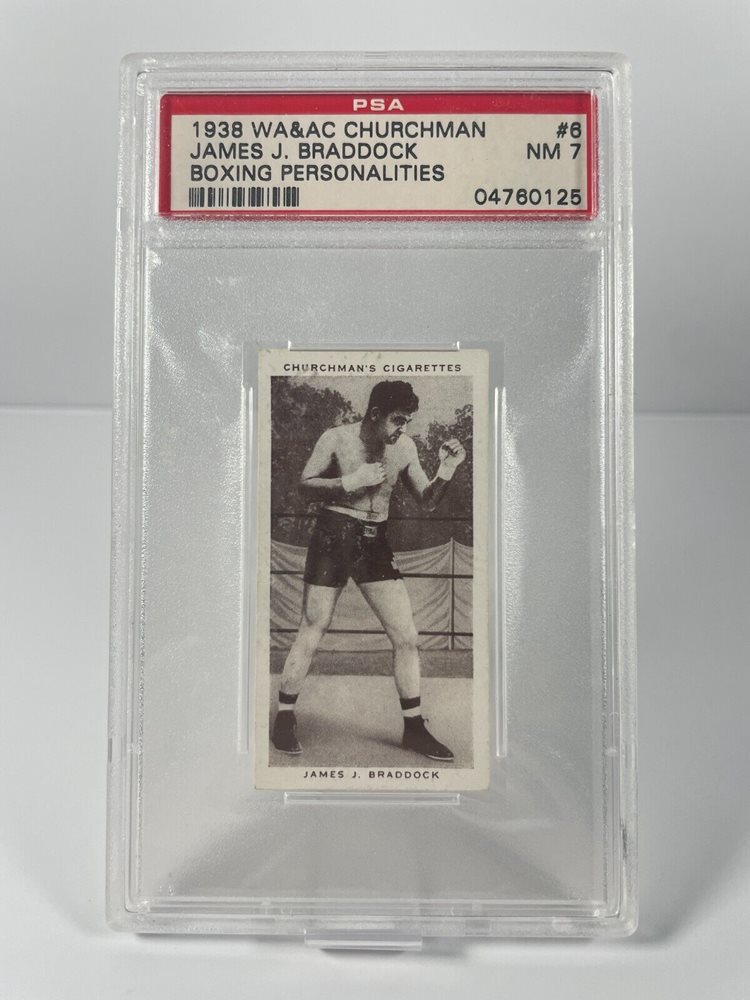 PSA
1938 WA&AC CHURCHMAN #6
JAMES J. BRADDOCK NM 7
BOXING PERSONALITIES
04760125
CHURCHMAN'S CIGARETTES
JAMES J. BRADDOCK